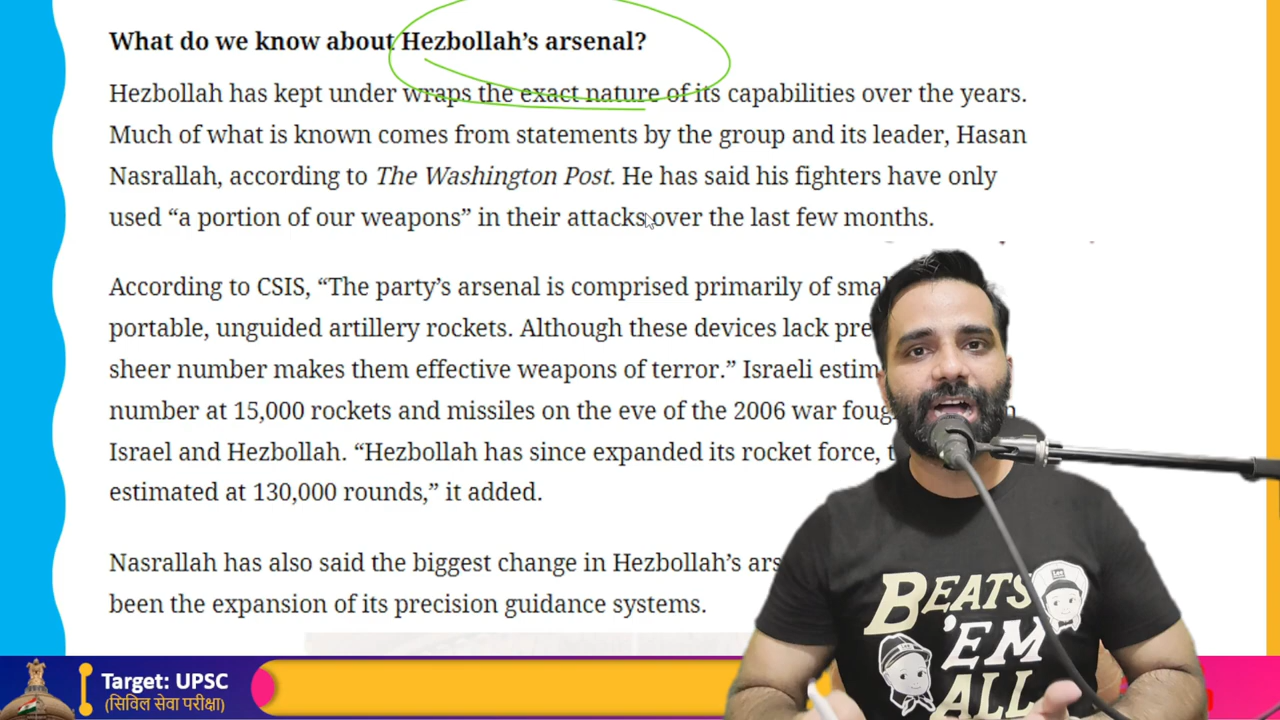 What do we know about Hezbollah’s arsenal?
Hezbollah has kept under wraps the exact nature of its capabilities over the years.
Much of what is known comes from statements by the group and its leader, Hasan
Nasrallah, according to The Washington Post. He has said his fighters have only
used “a portion of our weapons” in their attacks over the last few months.
According to CSIS, “The party’s arsenal is comprised primarily of
portable, unguided artillery rockets. Although these devices lack
sheer number makes them effective weapons of terror.” Israeli
number at 15,000 rockets and missiles on the eve of the 2006 war
Israel and Hezbollah. “Hezbollah has since expanded its rocket force,
estimated at 130,000 rounds,” it added.
Nasrallah has also said the biggest change in Hezbollah’s
been the expansion of its precision guidance systems.
BEATS
'EM
ALL
Lee
Target: UPSC
(सिविल सेवा परीक्षा)